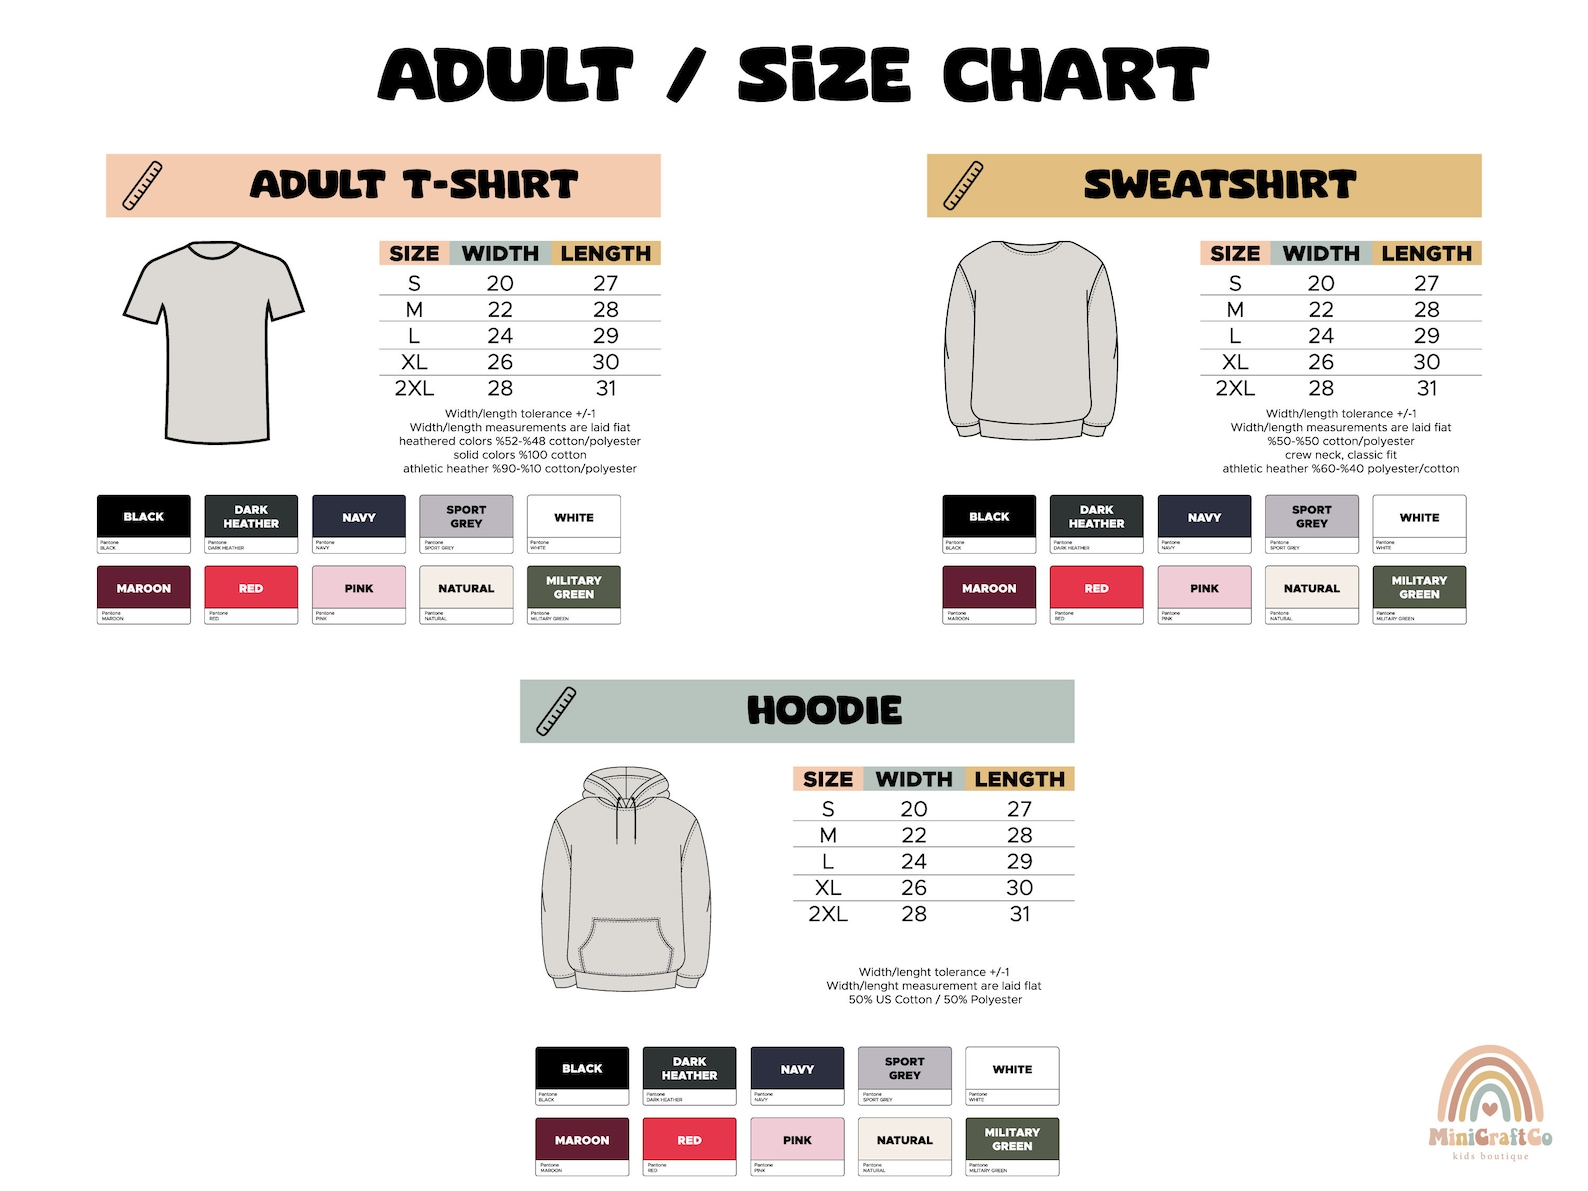 ADULT / SiZE CHART
ADULT T-SHIRT
SIZE WIDTH LENGTH
S 20 27
M 22 28
L 24 29
XL 26 30
2XL 28 31
Width/length tolerance +/-1
Width/length measurements are laid fiat
heathered colors %52-%48 cotton/polyester
solid colors %100 cotton
athletic heather %90-%10 cotton/polyester
BLACK
Pantone
BLACK
DARK
HEATHER
Pantone
DARK HEATHER
NAVY
Pantone
NAVY
SPORT
GREY
Pantone
SPORT GREY
WHITE
Pantone
WHITE
MAROON
Pantone
MAROON
RED
Pantone
RED
PINK
Pantone
PINK
NATURAL
Pantone
NATURAL
MILITARY
GREEN
Pantone
MILITARY GREEN
SWEATSHIRT
SIZE WIDTH LENGTH
S 20 27
M 22 28
L 24 29
XL 26 30
2XL 28 31
Width/length tolerance +/-1
Width/length measurements are laid fiat
%50-%50 cotton/polyester
crew neck, classic fit
athletic heather %60-%40 polyester/cotton
BLACK
Pantone
BLACK
DARK
HEATHER
Pantone
DARK HEATHER
NAVY
Pantone
NAVY
SPORT
GREY
Pantone
SPORT GREY
WHITE
Pantone
WHITE
MAROON
Pantone
MAROON
RED
Pantone
RED
PINK
Pantone
PINK
NATURAL
Pantone
NATURAL
MILITARY
GREEN
Pantone
MILITARY GREEN
HOODIE
SIZE WIDTH LENGTH
S 20 27
M 22 28
L 24 29
XL 26 30
2XL 28 31
Width/lenght tolerance +/-1
Width/lenght measurement are laid flat
50% US Cotton / 50% Polyester
BLACK
Pantone
BLACK
DARK
HEATHER
Pantone
DARK HEATHER
NAVY
Pantone
NAVY
SPORT
GREY
Pantone
SPORT GREY
WHITE
Pantone
WHITE
MAROON
Pantone
MAROON
RED
Pantone
RED
PINK
Pantone
PINK
NATURAL
Pantone
NATURAL
MILITARY
GREEN
Pantone
MILITARY GREEN
MiniCraftCo
kids boutique